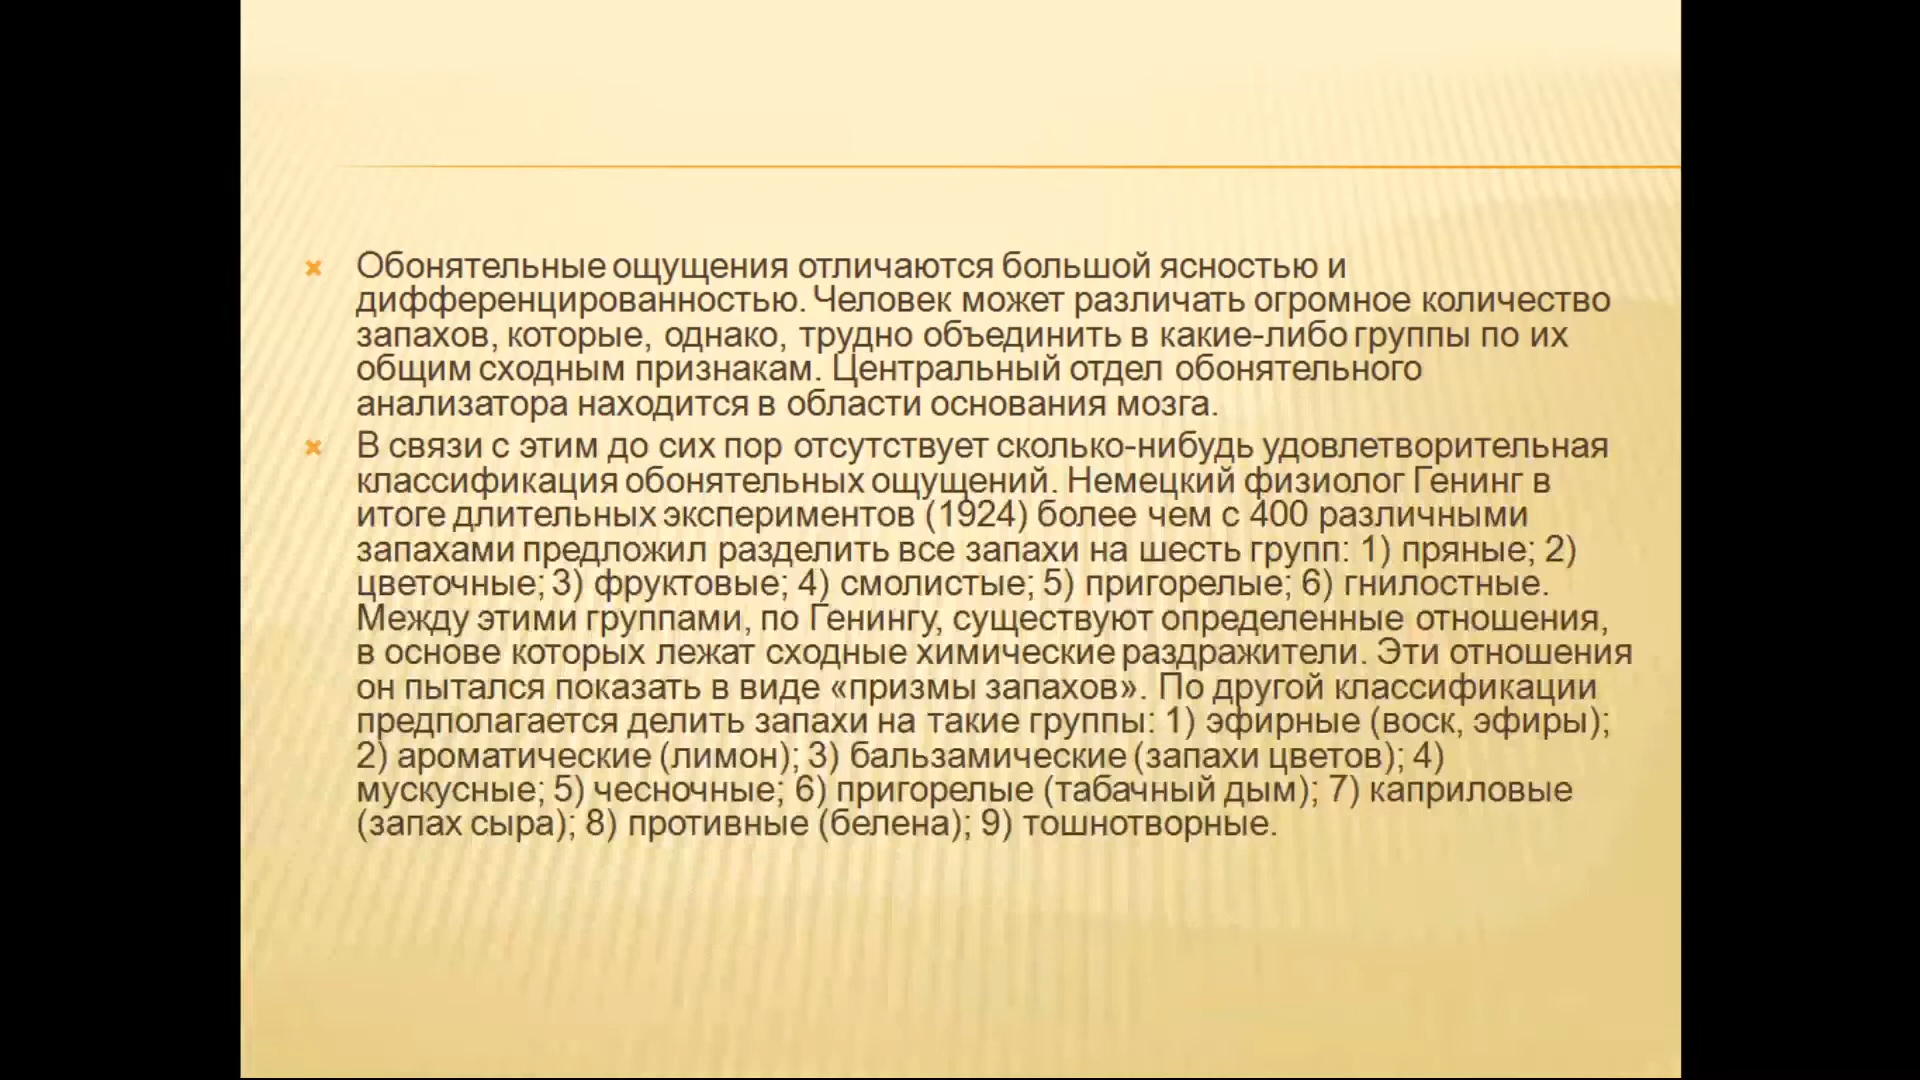 Обонятельные ощущения отличаются большой ясностью и
дифференцированностью. Человек может различать огромное количество
запахов, которые, однако, трудно объединить в какие-либо группы по их
общим сходным признакам. Центральный отдел обонятельного
анализатора находится в области основания мозга.
В связи с этим до сих пор отсутствует сколько-нибудь удовлетворительная
классификация обонятельных ощущений. Немецкий физиолог Генинг в
итоге длительных экспериментов (1924) более чем с 400 различными
запахами предложил разделить все запахи на шесть групп: 1) пряные; 2)
цветочные; 3) фруктовые; 4) смолистые; 5) пригорелые; 6) гнилостные.
Между этими группами, по Генингу, существуют определенные отношения,
в основе которых лежат сходные химические раздражители. Эти отношения
он пытался показать в виде «призмы запахов». По другой классификации
предполагается делить запахи на такие группы: 1) эфирные (воск, эфиры);
2) ароматические (лимон); 3) бальзамические (запахи цветов); 4)
мускусные; 5) чесночные; 6) пригорелые (табачный дым); 7) каприловые
(запах сыра); 8) противные (белена); 9) тошнотворные.